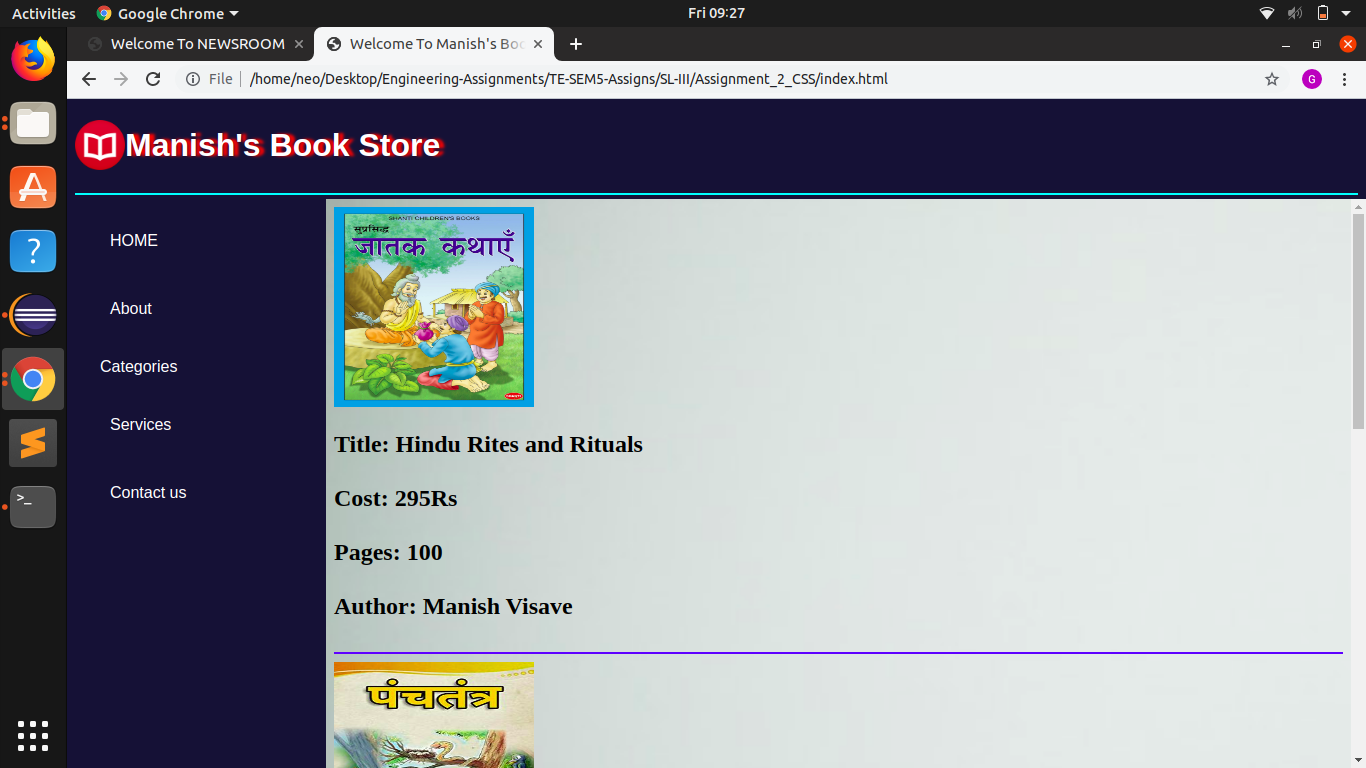 Activities
Google Chrome
Fri 09:27
Welcome To NEWSROOM
Welcome To Manish's Boo
File
/home/neo/Desktop/Engineering-Assignments/TE-SEM5-Assigns/SL-III/Assignment_2_CSS/index.html
G
Manish's Book Store
HOME
About
Categories
Services
Contact us
SHANTI CHILDREN'S BOOKS
सुप्रसिद्ध
जातक कथाएँ
Title: Hindu Rites and Rituals
Cost: 295Rs
Pages: 100
Author: Manish Visave
पंचतंत्र